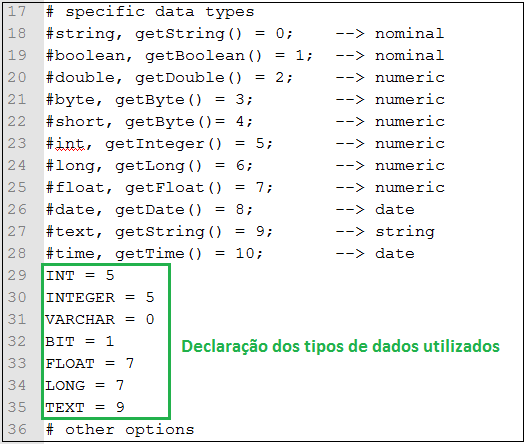 17 # specific data types
18 #string, getString() = 0; --> nominal
19 #boolean, getBoolean() = 1; --> nominal
20 #double, getDouble() = 2; --> numeric
21 #byte, getByte() = 3; --> numeric
22 #short, getByte()= 4; --> numeric
23 #int, getInteger() = 5; --> numeric
24 #long, getLong() = 6; --> numeric
25 #float, getFloat() = 7; --> numeric
26 #date, getDate() = 8; --> date
27 #text, getString() = 9; --> string
28 #time, getTime() = 10; --> date
29 INT = 5
30 INTEGER = 5
31 VARCHAR = 0
32 BIT = 1
Declaração dos tipos de dados utilizados
33 FLOAT = 7
34 LONG = 7
35 TEXT = 9
36 # other options